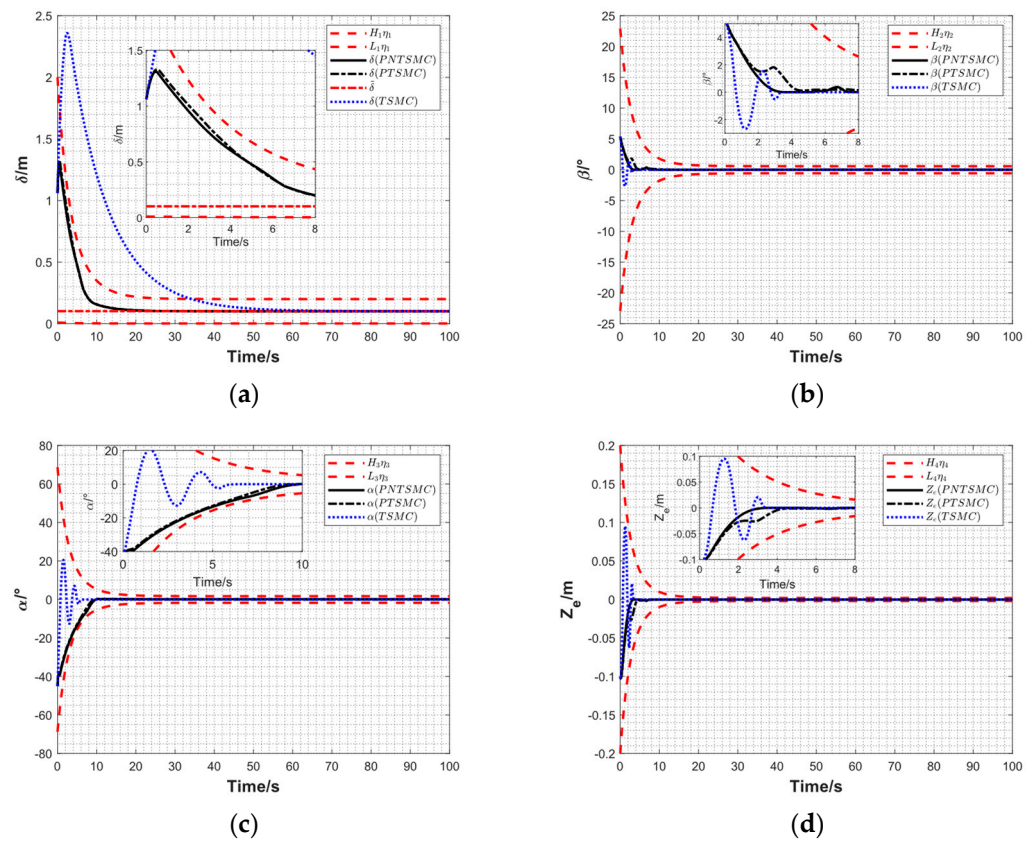 2.5
2
1.5
1
0.5
0
δ/m
0 10 20 30 40 50 60 70 80 90 100
Time/s
H₁η₁
L₁η₁
δ(PNTSMC)
δ(PTSMC)
δ̄
δ(TSMC)
1.5
1
0.5
0
δ/m
0 2 4 6 8
Time/s
(a)
25
20
15
10
5
0
-5
-10
-15
-20
-25
β/°
0 10 20 30 40 50 60 70 80 90 100
Time/s
H₂η₂
L₂η₂
β(PNTSMC)
β(PTSMC)
β(TSMC)
4
2
0
-2
β/°
0 2 4 6 8
Time/s
(b)
80
60
40
20
0
-20
-40
-60
-80
α/°
0 10 20 30 40 50 60 70 80 90 100
Time/s
H₃η₃
L₃η₃
α(PNTSMC)
α(PTSMC)
α(TSMC)
20
0
-20
-40
α/°
0 5 10
Time/s
(c)
0.2
0.15
0.1
0.05
0
-0.05
-0.1
-0.15
-0.2
Zₑ/m
0 10 20 30 40 50 60 70 80 90 100
Time/s
H₄η₄
L₄η₄
Zₑ(PNTSMC)
Zₑ(PTSMC)
Zₑ(TSMC)
0.1
0.05
0
-0.05
-0.1
Zₑ/m
0 2 4 6 8
Time/s
(d)